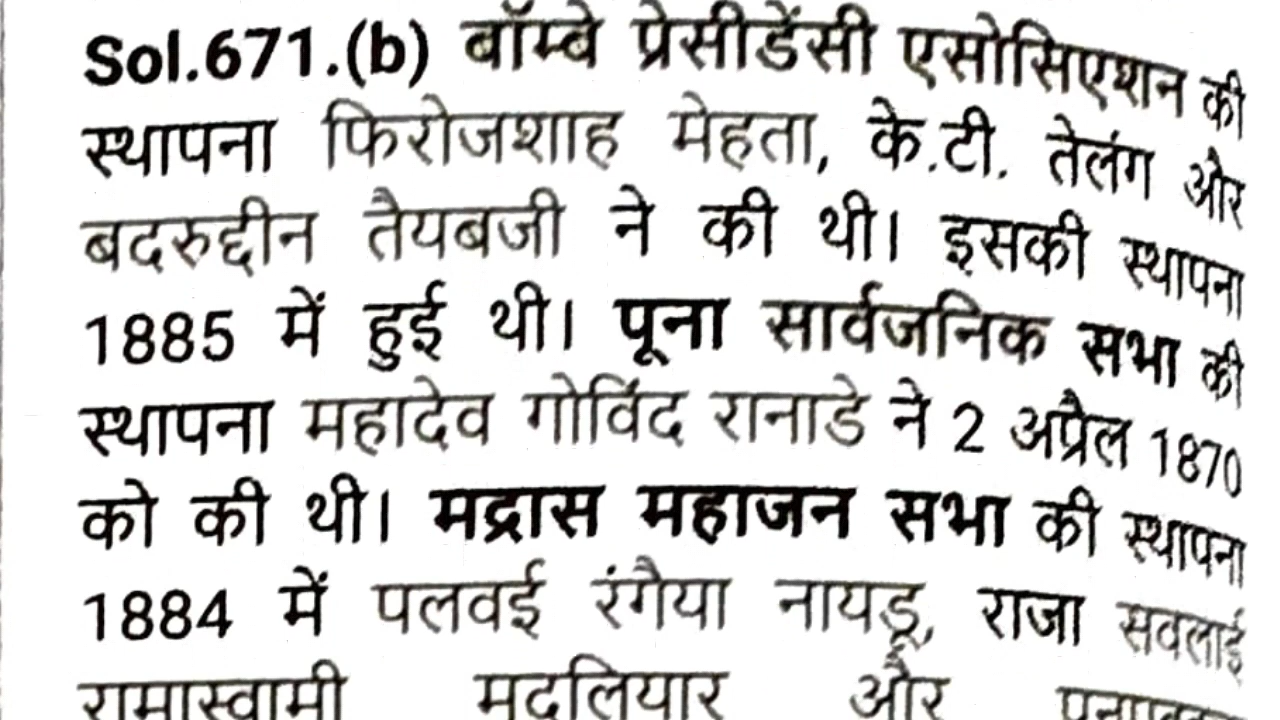 Sol.671.(b) बॉम्बे प्रेसीडेंसी एसोसिएशन की
स्थापना फिरोजशाह मेहता, के.टी. तेलंग और
बदरुद्दीन तैयबजी ने की थी। इसकी स्थापना
1885 में हुई थी। पूना सार्वजनिक सभा की
स्थापना महादेव गोविंद रानाडे ने 2 अप्रैल 1870
को की थी। मद्रास महाजन सभा की स्थापना
1884 में पलवई रंगैया नायडू, राजा सवलाई
रामास्वामी मुदलियार और